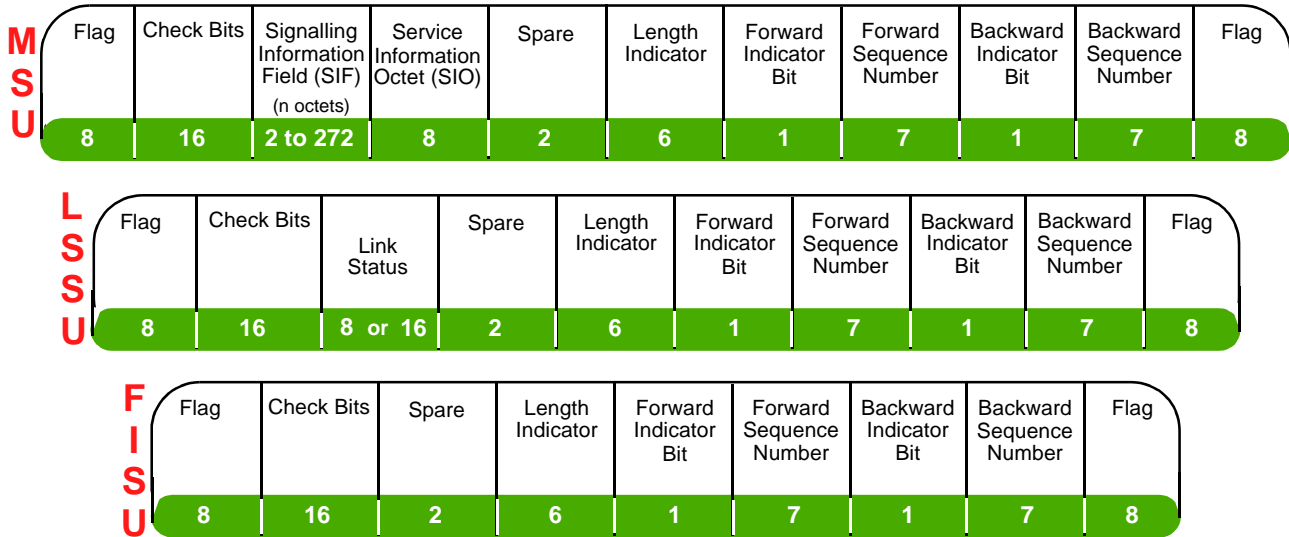 MSU
Flag
Check Bits
Signalling
Information
Field (SIF)
(n octets)
Service
Information
Octet (SIO)
Spare
Length
Indicator
Forward
Indicator
Bit
Forward
Sequence
Number
Backward
Indicator
Bit
Backward
Sequence
Number
Flag
8 16 2 to 272 8 2 6 1 7 1 7 8
LSSU
Flag
Check Bits
Link
Status
Spare
Length
Indicator
Forward
Indicator
Bit
Forward
Sequence
Number
Backward
Indicator
Bit
Backward
Sequence
Number
Flag
8 16 8 or 16 2 6 1 7 1 7 8
FISU
Flag
Check Bits
Spare
Length
Indicator
Forward
Indicator
Bit
Forward
Sequence
Number
Backward
Indicator
Bit
Backward
Sequence
Number
Flag
8 16 2 6 1 7 1 7 8